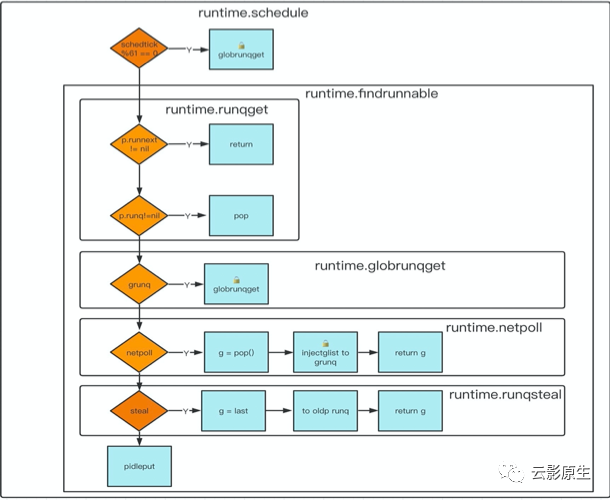 runtime.schedule
schedtick
%61 == 0
Y
globrunqget
runtime.findrunnable
runtime.runqget
p.runnext
!= nil
Y
return
p.runq!=nil
Y
pop
runtime.globrunqget
grunq
Y
globrunqget
runtime.netpoll
netpoll
Y
g = pop()
injectglist to
grunq
return g
runtime.runqsteal
steal
Y
g = last
to oldp runq
return g
pidleput
云影原生